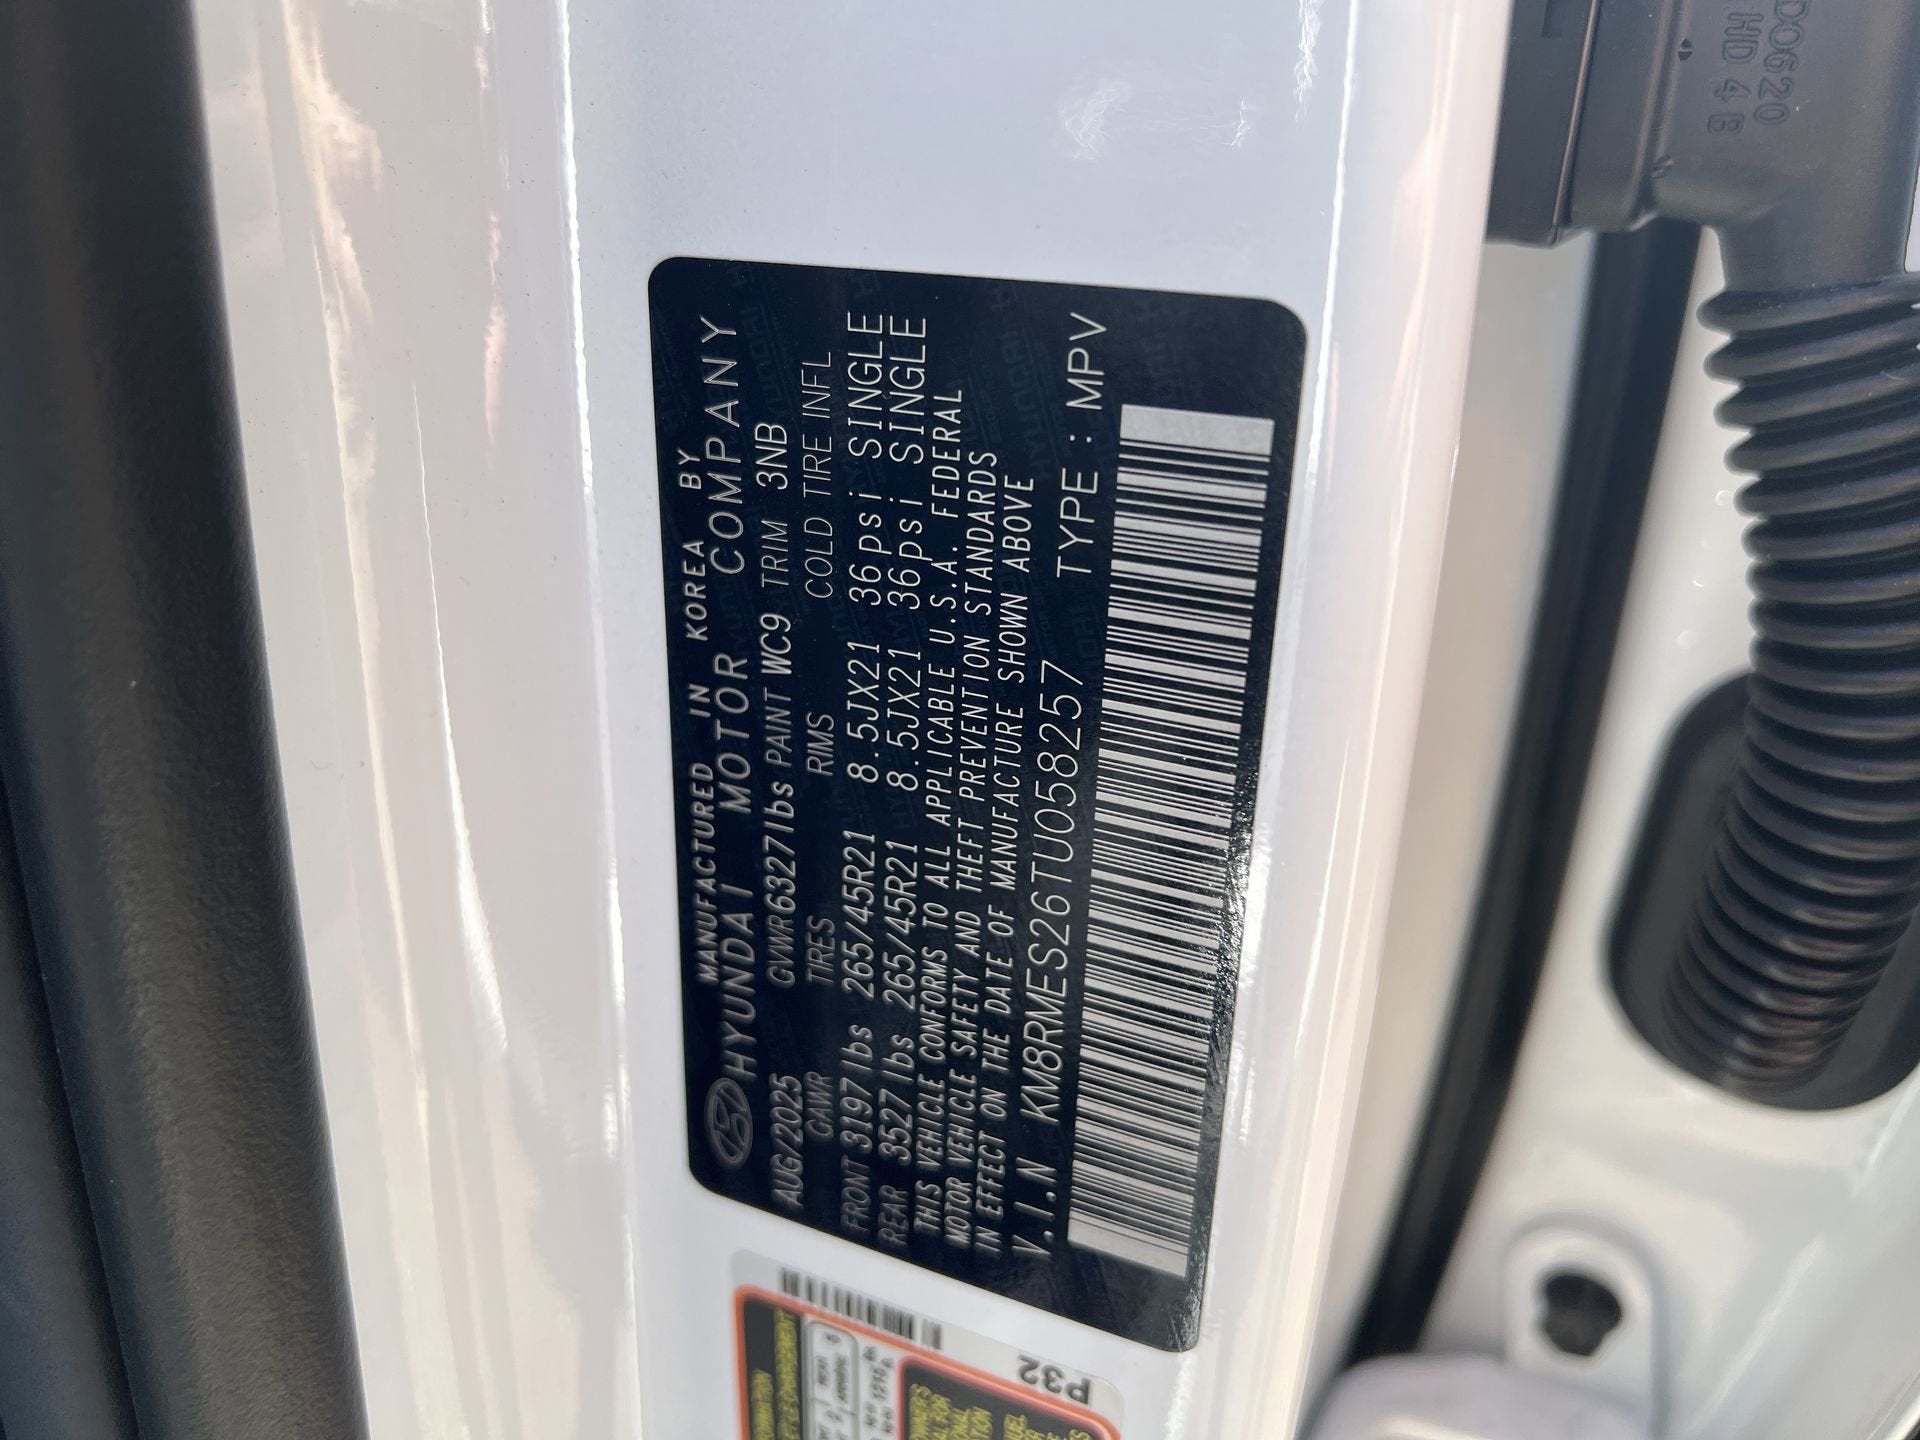 MANUFACTURED IN KOREA BY
HYUNDAI MOTOR COMPANY
AUG/2025 GVWR6327lbs PAINT WC9 TRIM 3NB
GAWR TIRES RIMS COLD TIRE INFL
FRONT 3197lbs 265/45R21 8.5JX21 36psi SINGLE
REAR 3527lbs 265/45R21 8.5JX21 36psi SINGLE
THIS VEHICLE CONFORMS TO ALL APPLICABLE U.S.A. FEDERAL
MOTOR VEHICLE SAFETY AND THEFT PREVENTION STANDARDS
IN EFFECT ON THE DATE OF MANUFACTURE SHOWN ABOVE
V.I.N KM8RMES26TU058257 TYPE : MPV
P32
D00620
HD 4 B